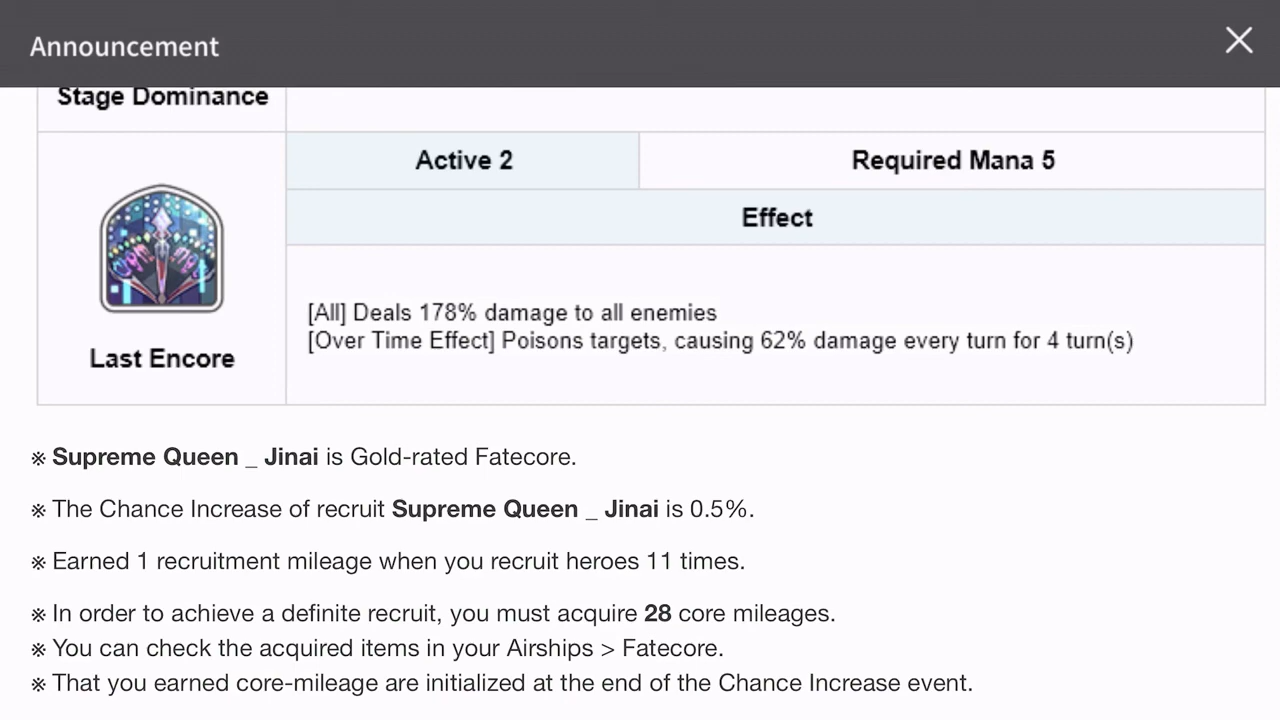 Announcement
Stage Dominance
Active 2
Required Mana 5
Effect
[All] Deals 178% damage to all enemies
[Over Time Effect] Poisons targets, causing 62% damage every turn for 4 turn(s)
Last Encore
※ Supreme Queen _ Jinai is Gold-rated Fatecore.
※ The Chance Increase of recruit Supreme Queen _ Jinai is 0.5%.
※ Earned 1 recruitment mileage when you recruit heroes 11 times.
※ In order to achieve a definite recruit, you must acquire 28 core mileages.
※ You can check the acquired items in your Airships > Fatecore.
※ That you earned core-mileage are initialized at the end of the Chance Increase event.